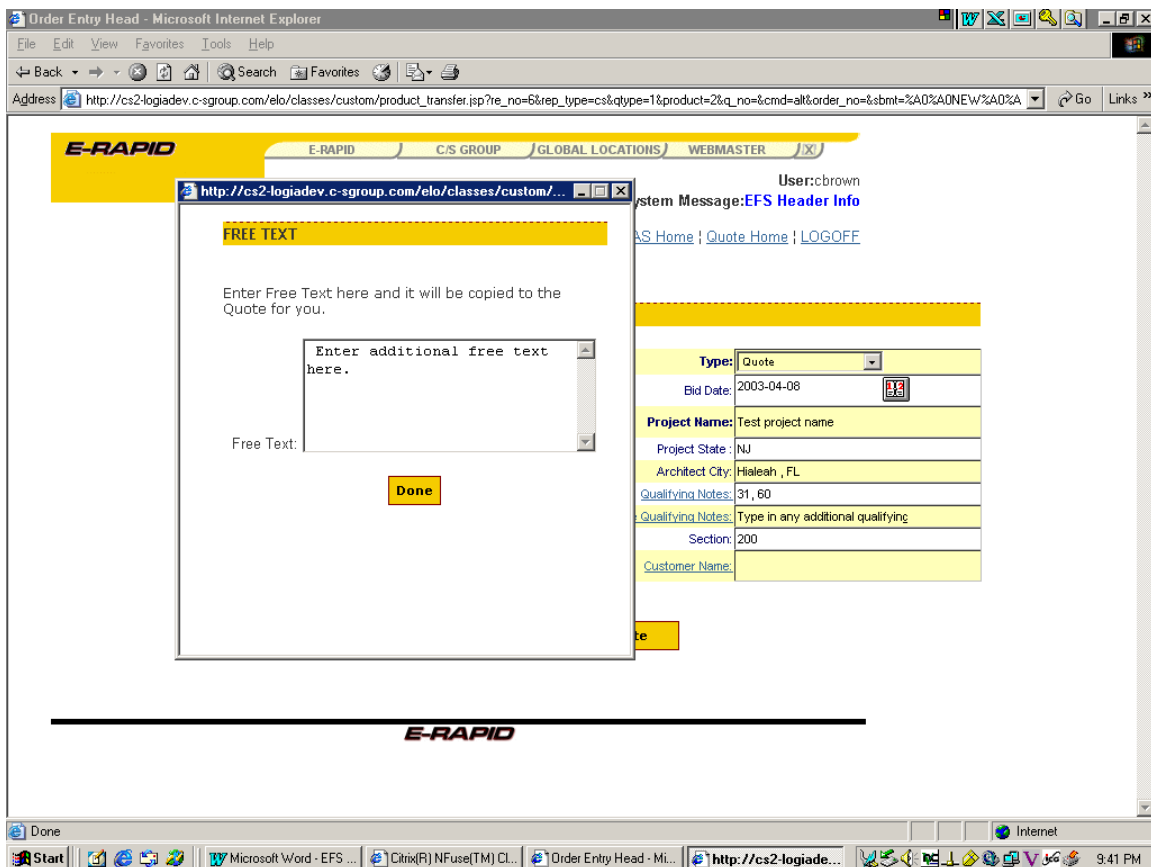 Order Entry Head - Microsoft Internet Explorer
File Edit View Favorites Tools Help
Back Search Favorites
Address http://cs2-logiadev.c-sgroup.com/elo/classes/custom/product_transfer.jsp?re_no=6&rep_type=cs&qtype=1&product=2&q_no=&cmd=alt&order_no=&sbmt=%A0%A0NEW%A0%A Go Links »
E-RAPID E-RAPID C/S GROUP GLOBAL LOCATIONS WEBMASTER X
User:cbrown
ystem Message:EFS Header Info
AS Home ¦ Quote Home ¦ LOGOFF
http://cs2-logiadev.c-sgroup.com/elo/classes/custom/...
FREE TEXT
Enter Free Text here and it will be copied to the
Quote for you.
Enter additional free text
here.
Free Text:
Done
Type: Quote
Bid Date: 2003-04-08
Project Name: Test project name
Project State : NJ
Architect City: Hialeah , FL
Qualifying Notes: 31, 60
Qualifying Notes: Type in any additional qualifying
Section: 200
Customer Name:
te
E-RAPID
Done Internet
Start Microsoft Word - EFS ... Citrix(R) NFuse(TM) Cl... Order Entry Head - Mi... http://cs2-logiade... 9:41 PM